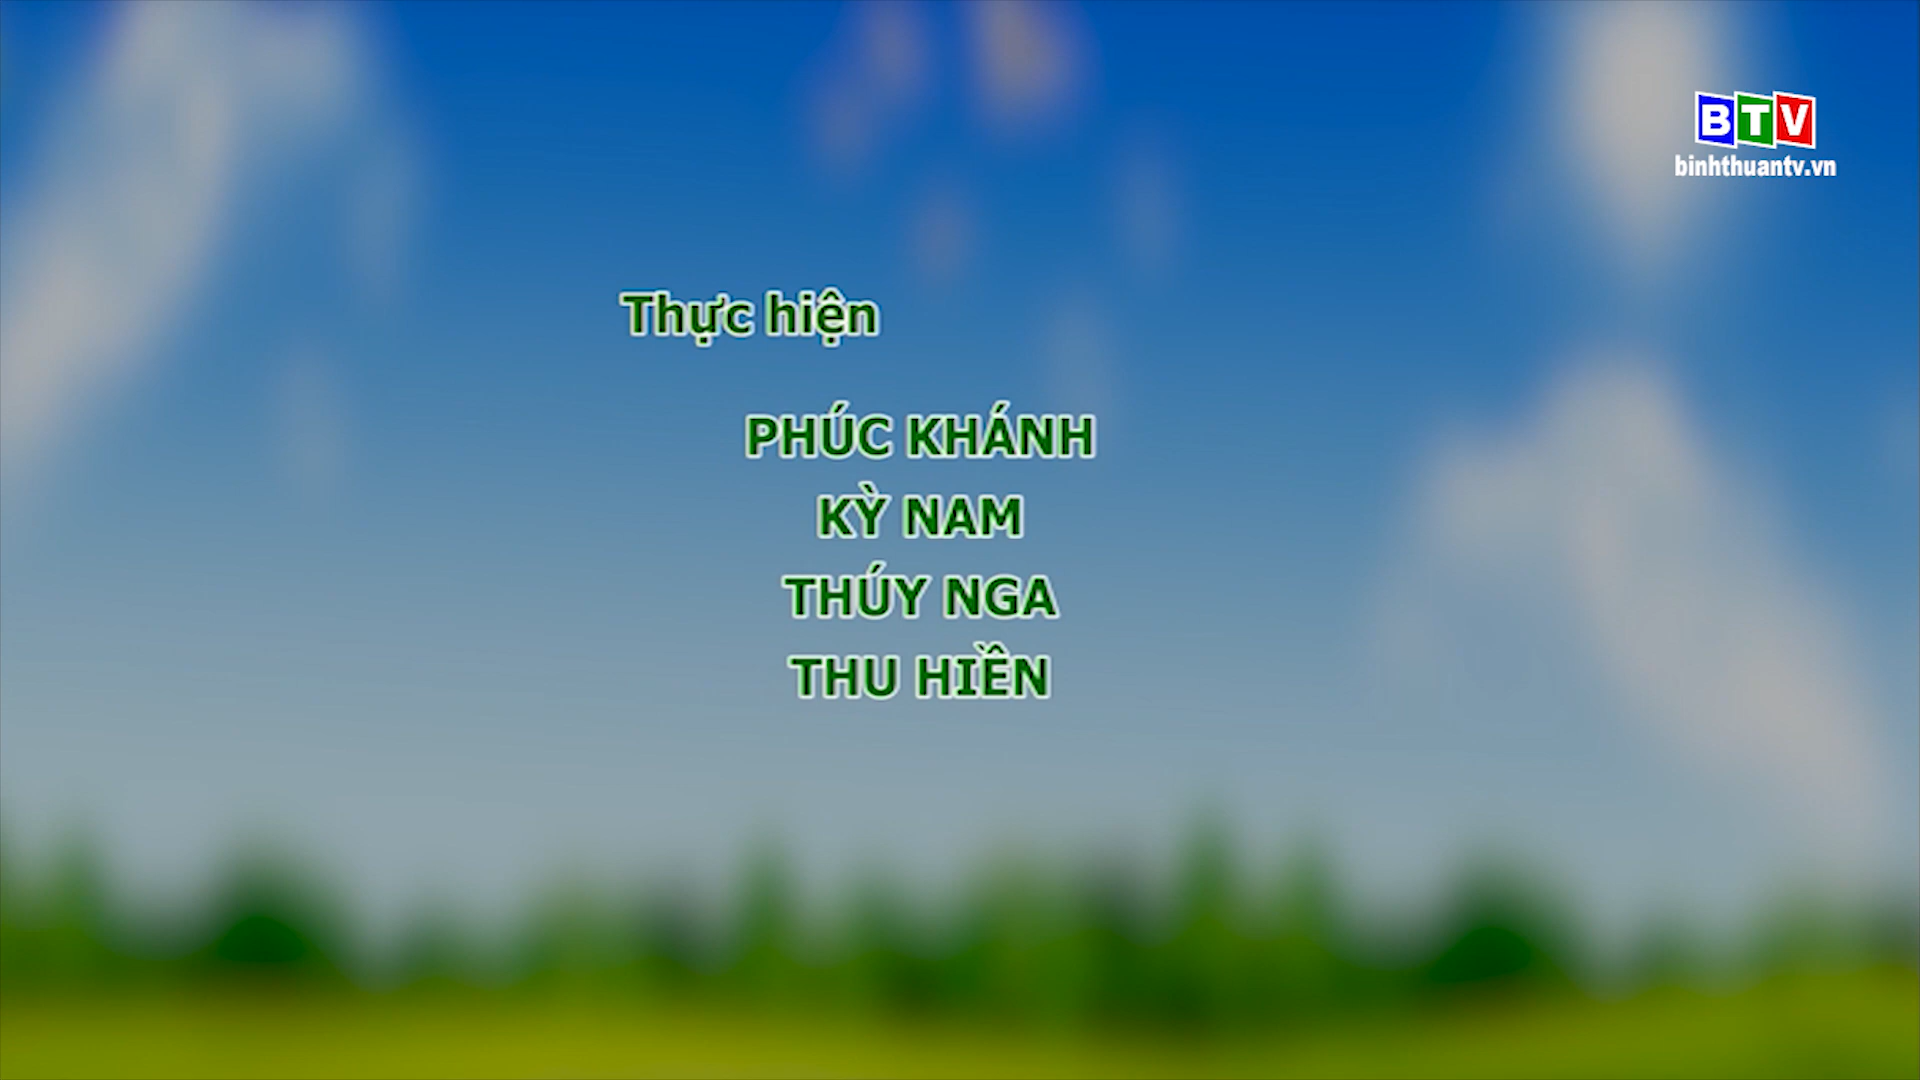 BTV
binhthuantv.vn
Thực hiện
PHÚC KHÁNH
KỲ NAM
THÚY NGA
THU HIỀN